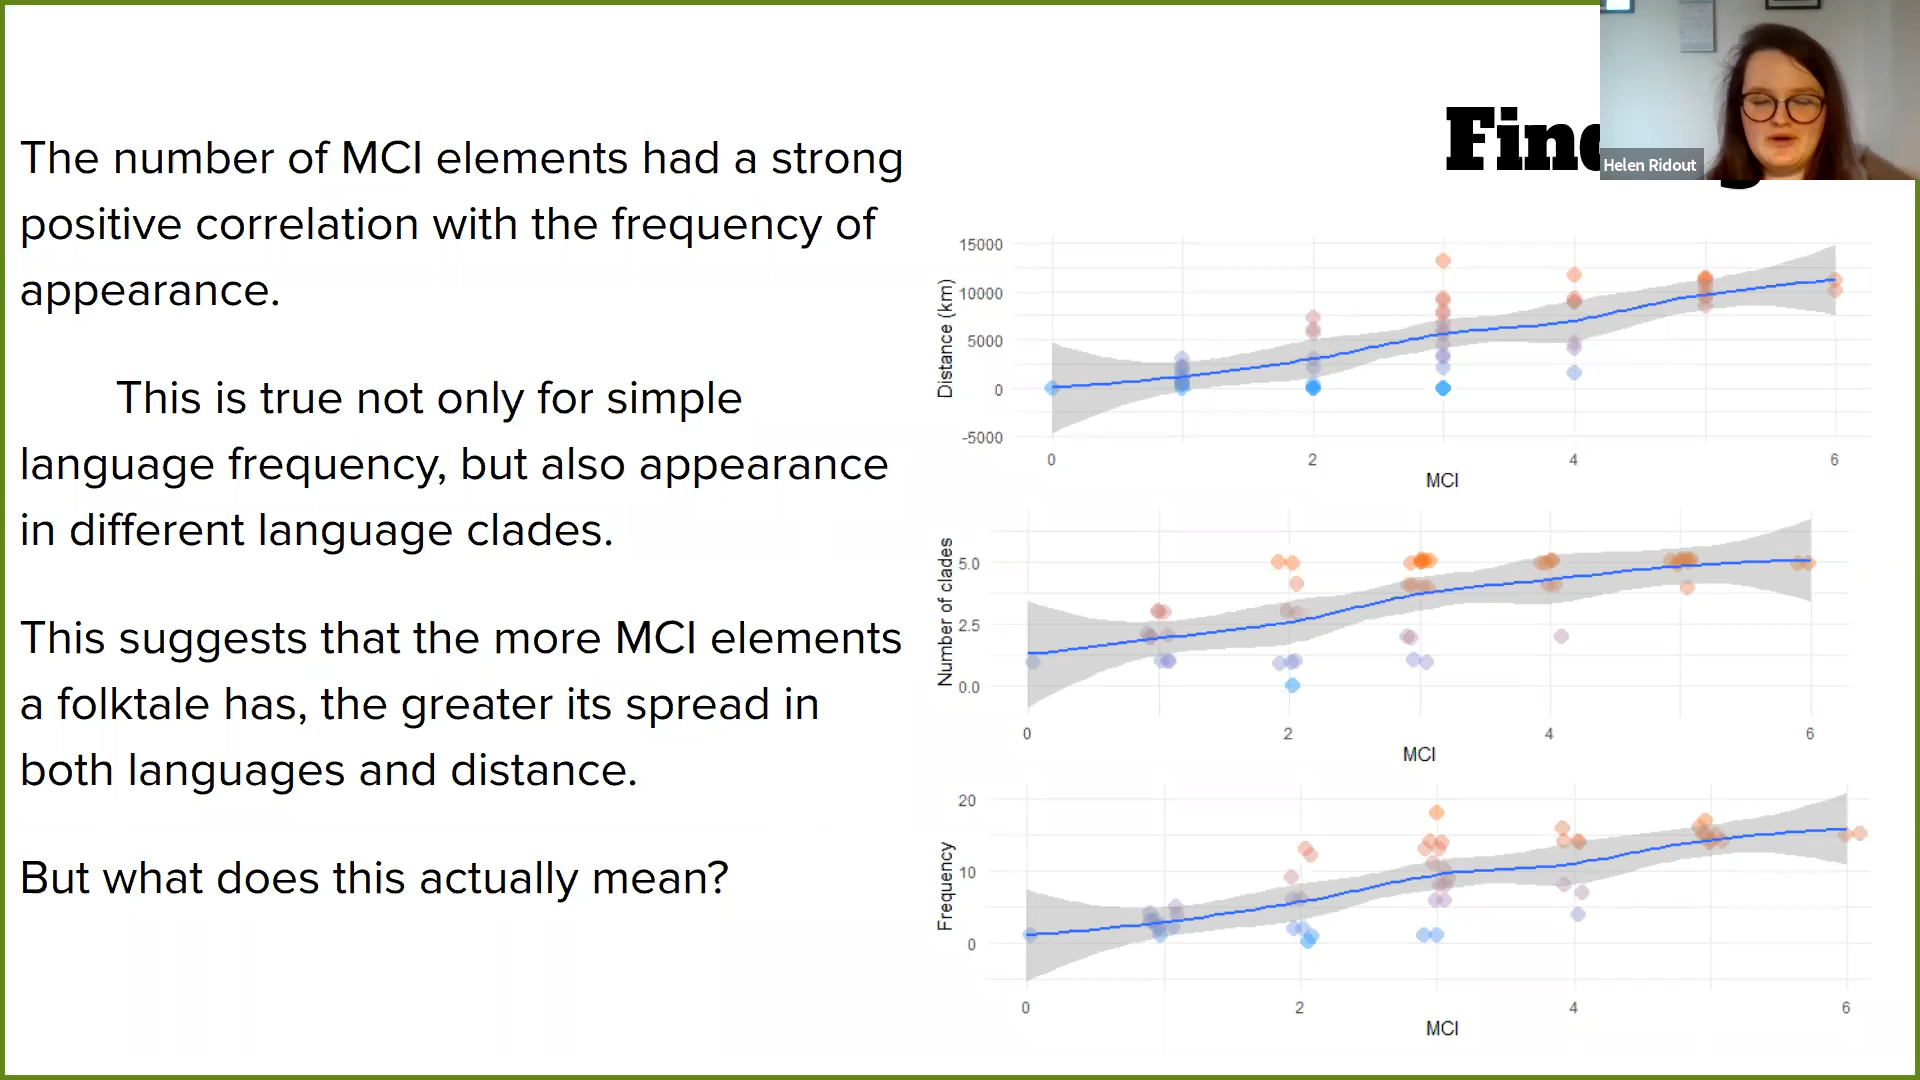 Helen Ridout
The number of MCI elements had a strong
positive correlation with the frequency of
appearance.
This is true not only for simple
language frequency, but also appearance
in different language clades.
This suggests that the more MCI elements
a folktale has, the greater its spread in
both languages and distance.
But what does this actually mean?
Distance (km)
15000
10000
5000
0
-5000
0 2 4 6
MCI
Number of clades
5.0
2.5
0.0
0 2 4 6
MCI
Frequency
20
10
0
0 2 4 6
MCI